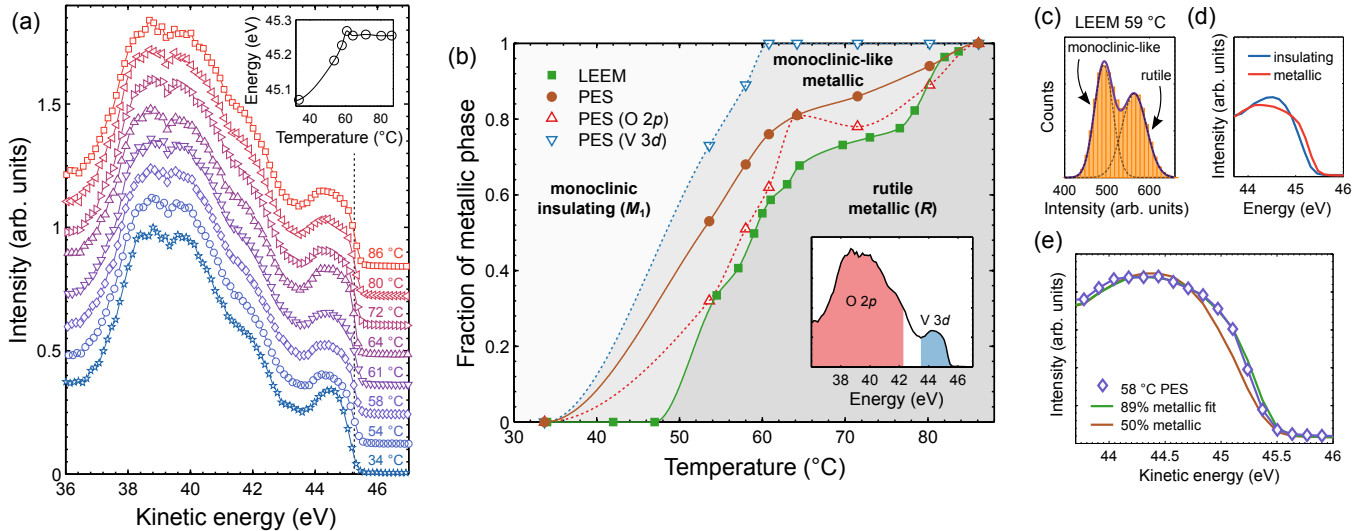 (a)
Intensity (arb. units)
1.5
1
0.5
0
36
38
40
42
44
46
Kinetic energy (eV)
86 °C
80 °C
72 °C
64 °C
61 °C
58 °C
54 °C
34 °C
Energy (eV)
45.3
45.2
45.1
40
60
80
Temperature (°C)
(b)
Fraction of metallic phase
1
0.8
0.6
0.4
0.2
0
30
40
50
60
70
80
Temperature (°C)
LEEM
PES
PES (O 2p)
PES (V 3d)
monoclinic-like
metallic
monoclinic
insulating (M1)
rutile
metallic (R)
O 2p
V 3d
38
40
42
44
46
Energy (eV)
(c)
LEEM 59 °C
monoclinic-like
rutile
Counts
400
500
600
Intensity (arb. units)
(d)
insulating
metallic
Intensity (arb. units)
44
45
46
Energy (eV)
(e)
Intensity (arb. units)
58 °C PES
89% metallic fit
50% metallic
44
44.5
45
45.5
46
Kinetic energy (eV)